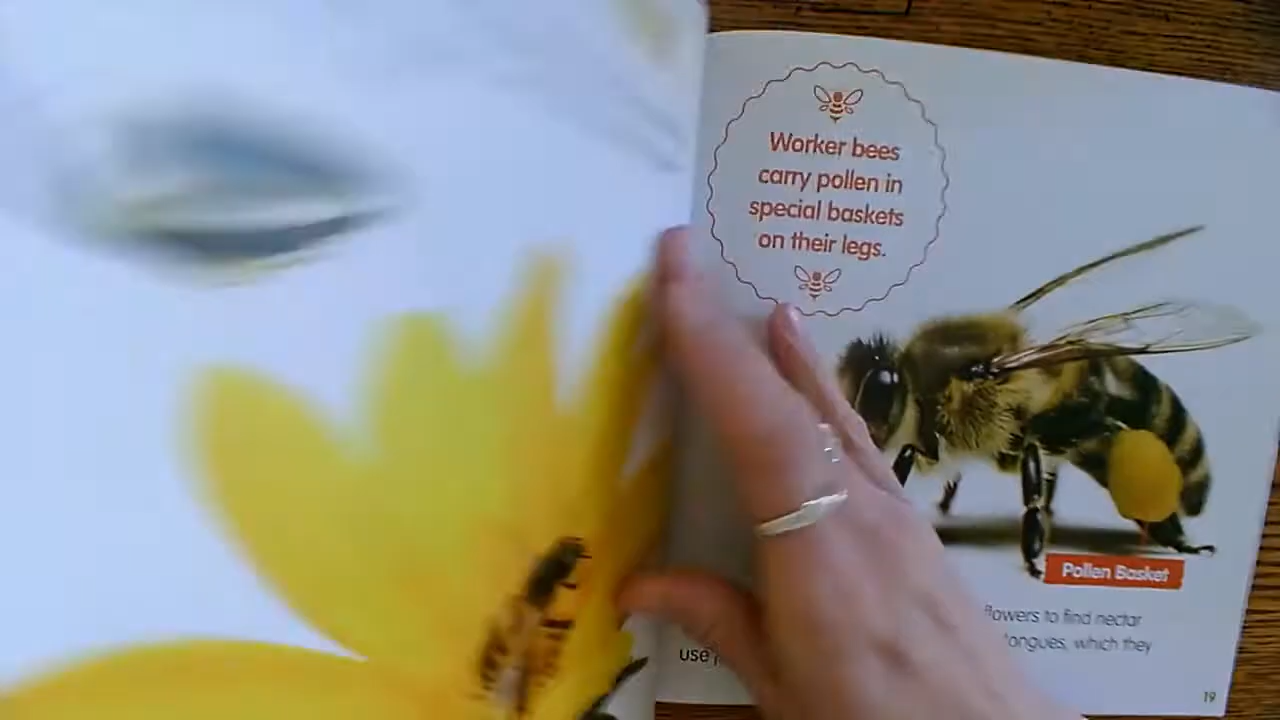 Worker bees
carry pollen in
special baskets
on their legs.
Pollen Basket
flowers to find nectar
tongues, which they
use
19